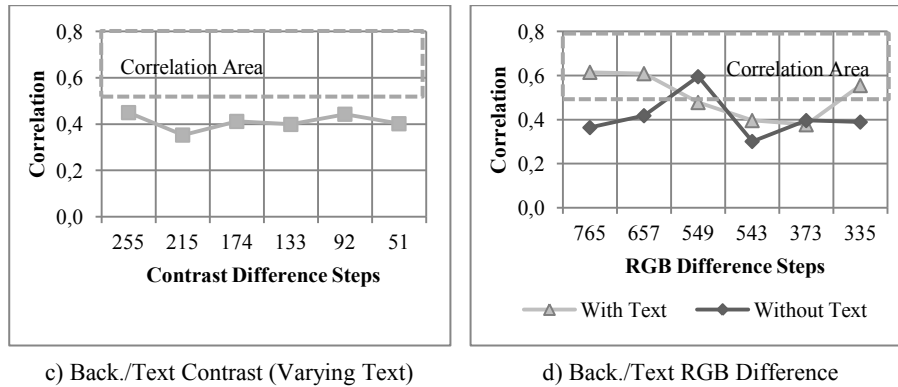 0,8
0,6
0,4
0,2
0,0
Correlation
Correlation Area
255 215 174 133 92 51
Contrast Difference Steps
c) Back./Text Contrast (Varying Text)
0,8
0,6
0,4
0,2
0,0
Correlation
Correlation Area
765 657 549 543 373 335
RGB Difference Steps
With Text Without Text
d) Back./Text RGB Difference